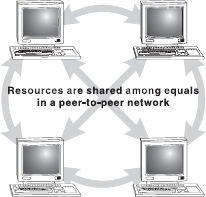 Resources are shared among equals
in a peer-to-peer network